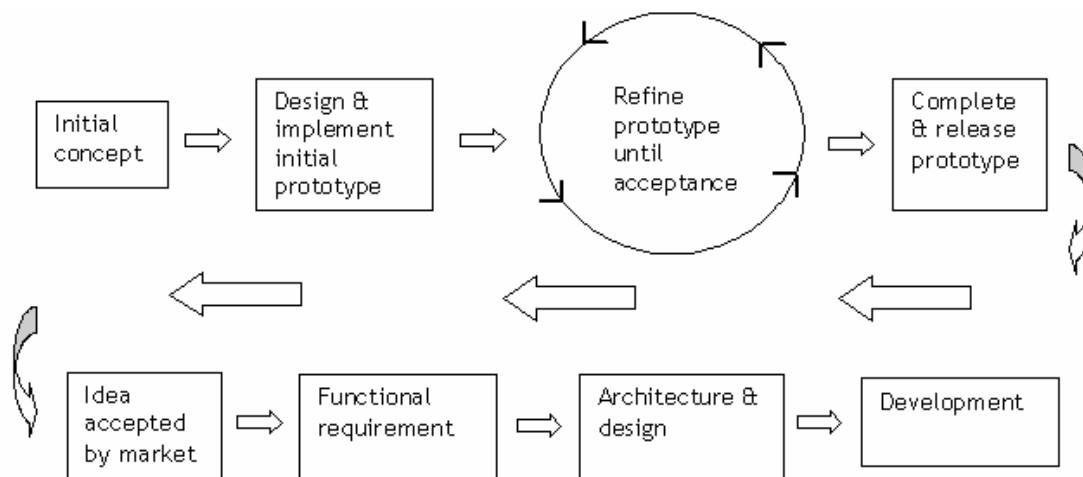 Initial
concept
Design &
implement
initial
prototype
Refine
prototype
until
acceptance
Complete
& release
prototype
Idea
accepted
by market
Functional
requirement
Architecture &
design
Development